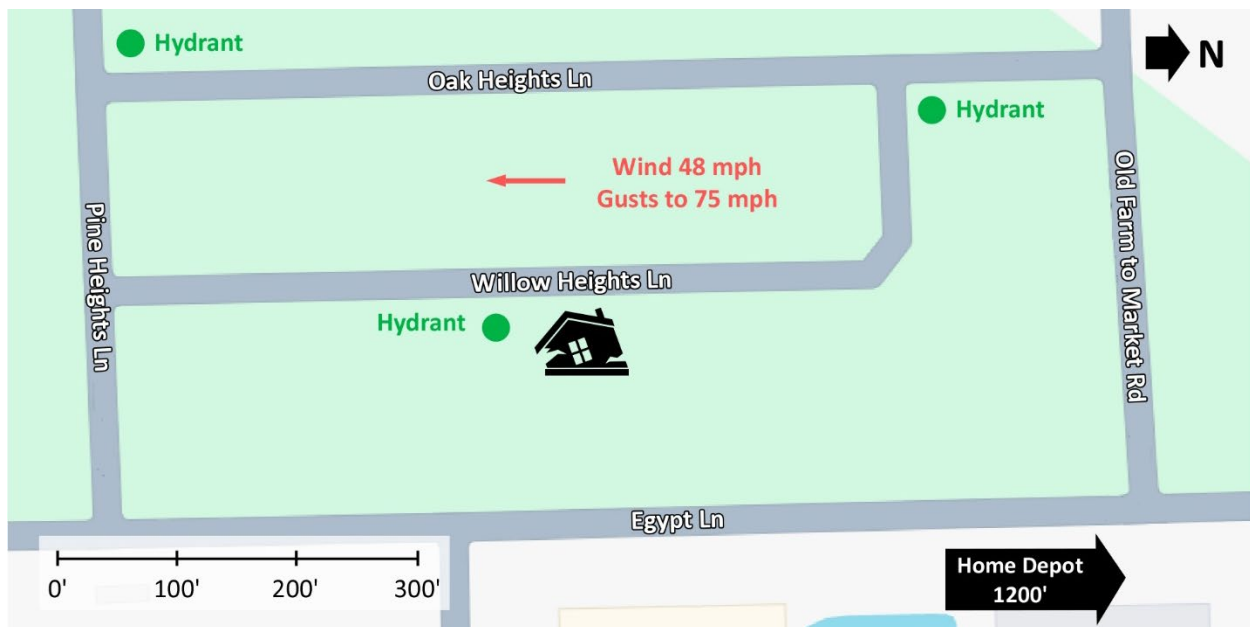 Hydrant
N
Oak Heights Ln
Hydrant
Wind 48 mph
Gusts to 75 mph
Pine Heights Ln
Old Farm to Market Rd
Willow Heights Ln
Hydrant
Egypt Ln
Home Depot
1200'
0' 100' 200' 300'